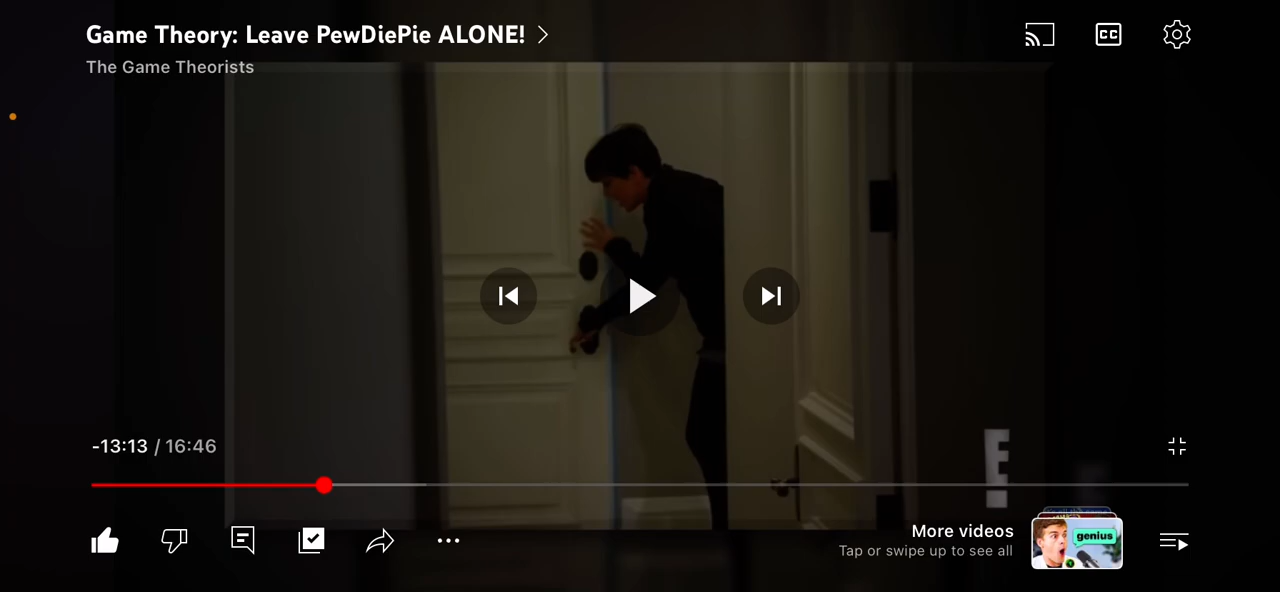 Game Theory: Leave PewDiePie ALONE!
The Game Theorists
CC
-13:13 / 16:46
E!
More videos
Tap or swipe up to see all
genius